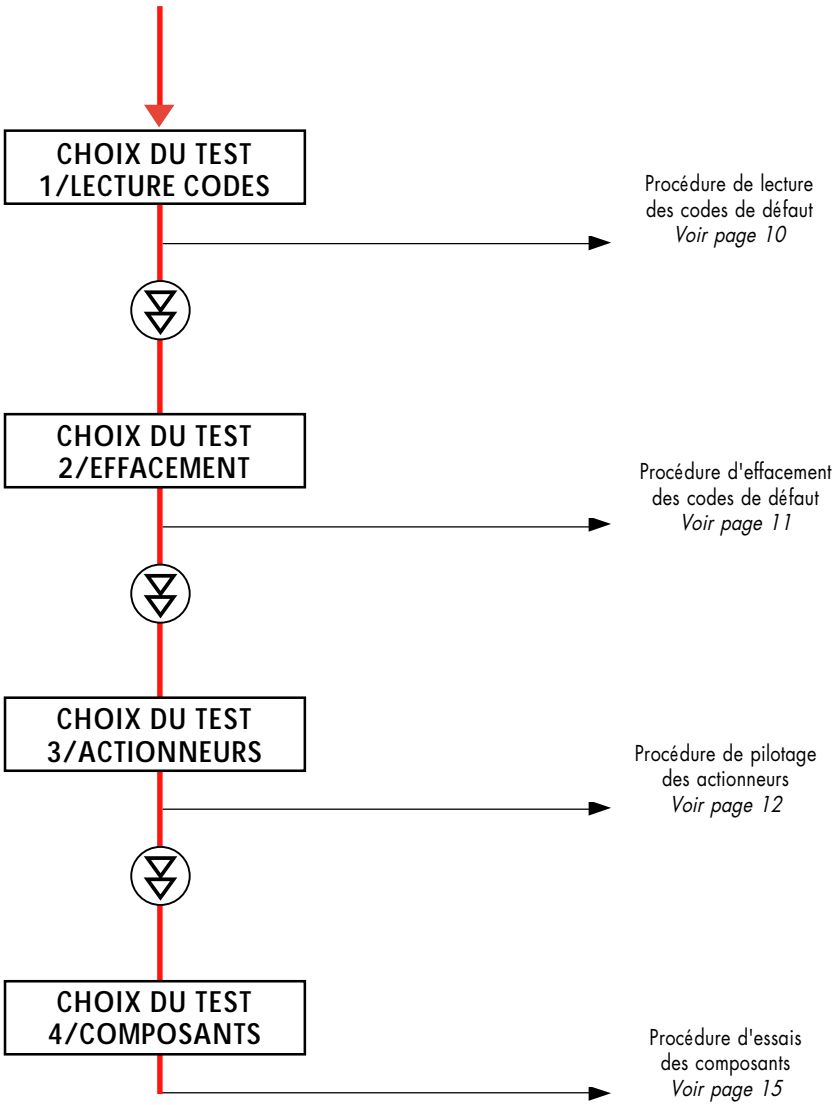 CHOIX DU TEST
1/LECTURE CODES
Procédure de lecture
des codes de défaut
Voir page 10
CHOIX DU TEST
2/EFFACEMENT
Procédure d'effacement
des codes de défaut
Voir page 11
CHOIX DU TEST
3/ACTIONNEURS
Procédure de pilotage
des actionneurs
Voir page 12
CHOIX DU TEST
4/COMPOSANTS
Procédure d'essais
des composants
Voir page 15